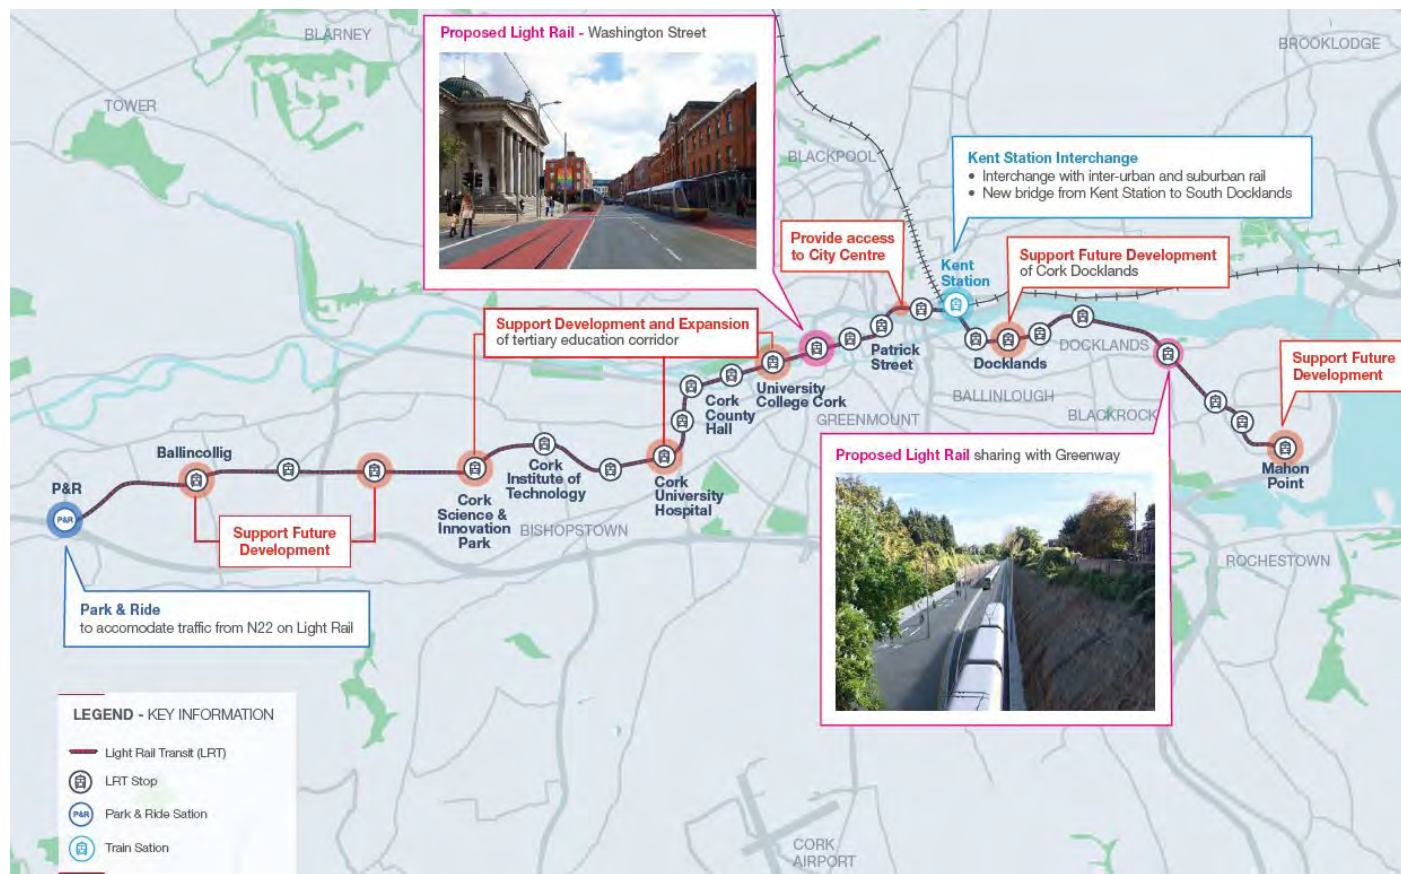 BLARNEY
TOWER
BROOKLODGE
Proposed Light Rail - Washington Street
BLACKPOOL
Kent Station Interchange
• Interchange with inter-urban and suburban rail
• New bridge from Kent Station to South Docklands
Provide access
to City Centre
Kent
Station
Support Future Development
of Cork Docklands
Support Development and Expansion
of tertiary education corridor
Patrick
Street
Docklands
DOCKLANDS
Support Future
Development
University
College Cork
Cork
County
Hall
GREENMOUNT
BALLINLOUGH
BLACKROCK
Ballincollig
P&R
P&R
Cork
Institute of
Technology
Cork
Science &
Innovation
Park
BISHOPSTOWN
Cork
University
Hospital
Mahon
Point
Support Future
Development
Proposed Light Rail sharing with Greenway
ROCHESTOWN
Park & Ride
to accomodate traffic from N22 on Light Rail
LEGEND - KEY INFORMATION
Light Rail Transit (LRT)
LRT Stop
P&R
Park & Ride Sation
Train Sation
CORK
AIRPORT